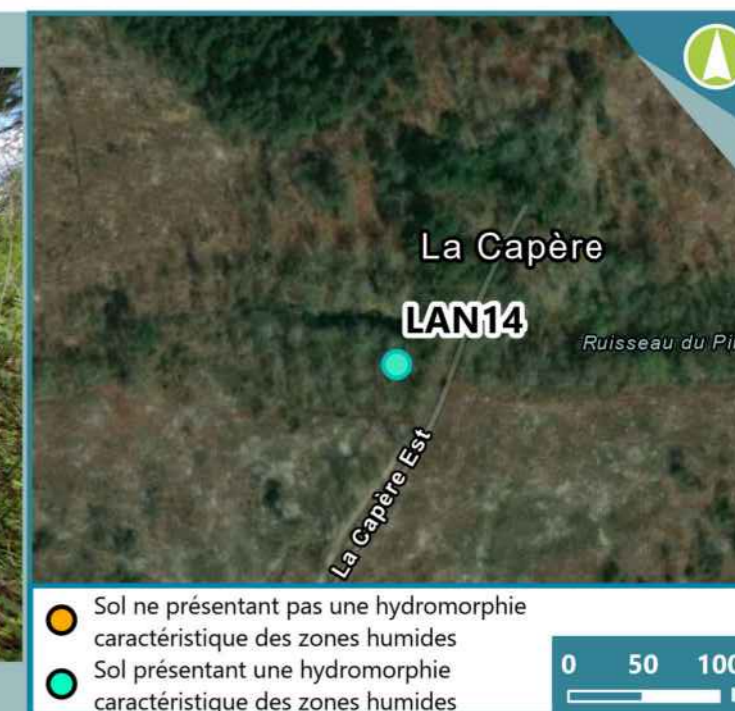 La Capère
LAN14
Ruisseau du
La Capère Est
Sol ne présentant pas une hydromorphie
caractéristique des zones humides
Sol présentant une hydromorphie
caractéristique des zones humides
0 50 100